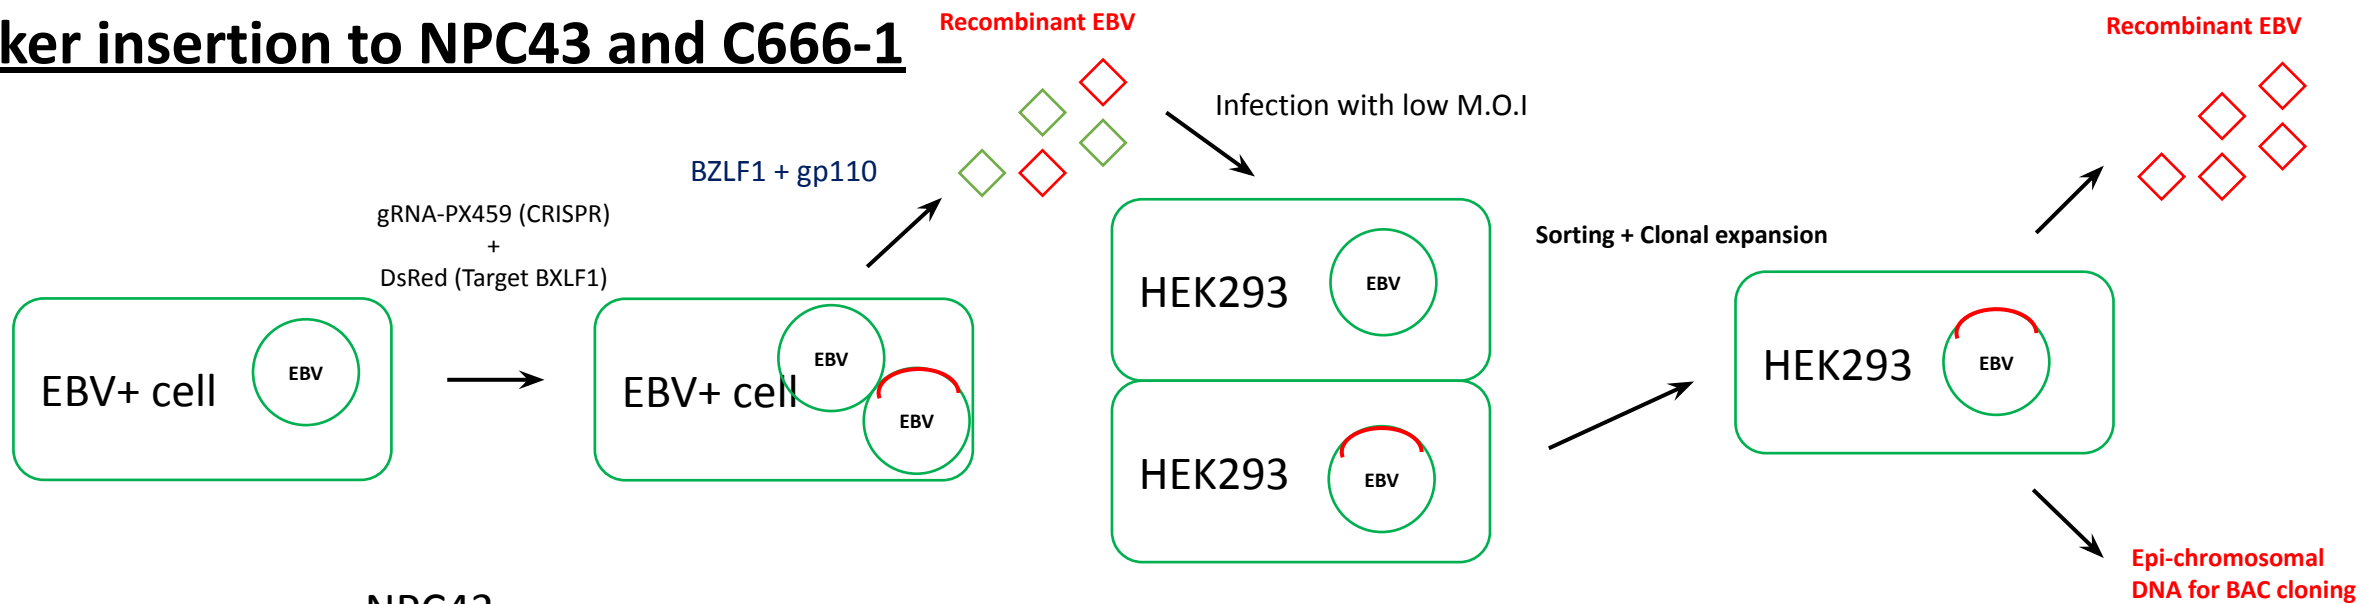 ker insertion to NPC43 and C666-1
Recombinant EBV
Recombinant EBV
Infection with low M.O.I
BZLF1 + gp110
gRNA-PX459 (CRISPR)
+
DsRed (Target BXLF1)
Sorting + Clonal expansion
EBV+ cell
EBV
EBV+ cell
EBV
EBV
HEK293
EBV
HEK293
EBV
HEK293
EBV
Epi-chromosomal
DNA for BAC cloning